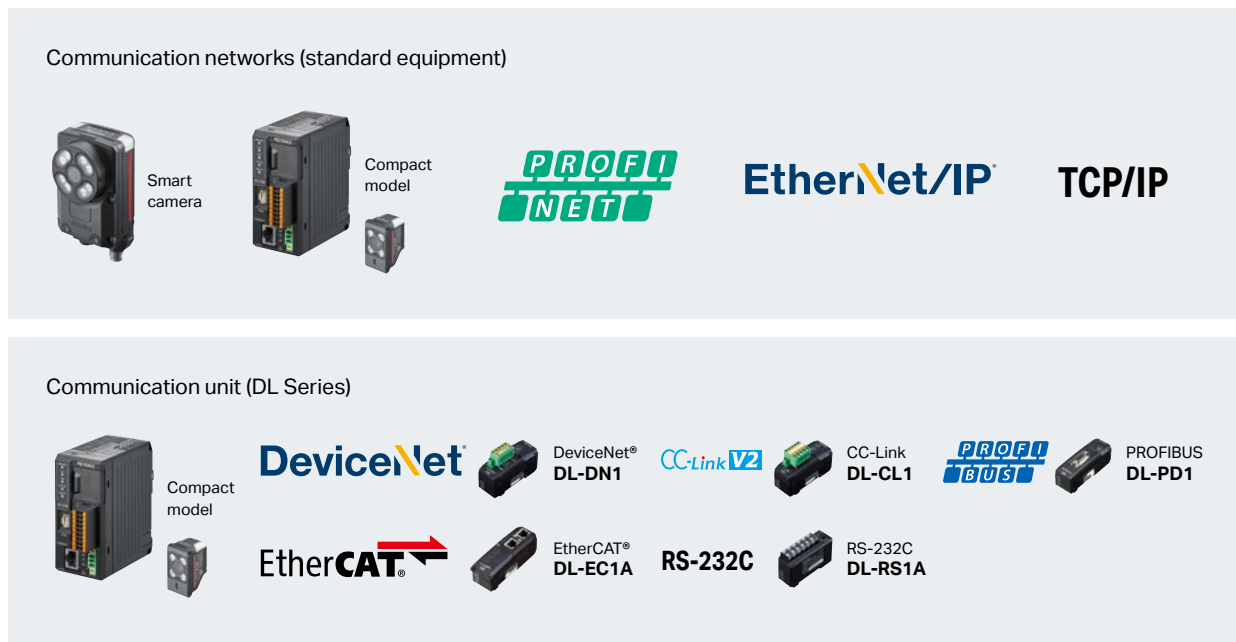 Communication networks (standard equipment)
Smart
camera
Compact
model
PROFI
NET
EtherNet/IP®
TCP/IP
Communication unit (DL Series)
Compact
model
DeviceNet®
DeviceNet®
DL-DN1
CC-Link V2
CC-Link
DL-CL1
PROFI
BUS
PROFIBUS
DL-PD1
EtherCAT®
EtherCAT®
DL-EC1A
RS-232C
RS-232C
DL-RS1A